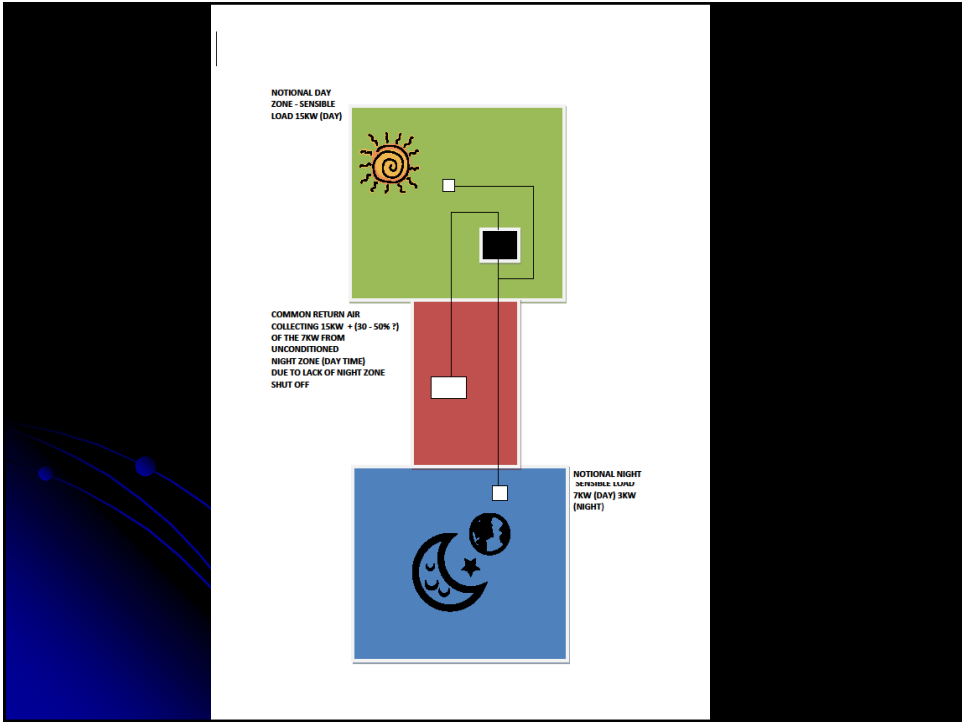 NOTIONAL DAY
ZONE - SENSIBLE
LOAD 15KW (DAY)
COMMON RETURN AIR
COLLECTING 15KW + (30 - 50% ?)
OF THE 7KW FROM
UNCONDITIONED
NIGHT ZONE (DAY TIME)
DUE TO LACK OF NIGHT ZONE
SHUT OFF
NOTIONAL NIGHT
SENSIBLE LOAD
7KW (DAY) 3KW
(NIGHT)